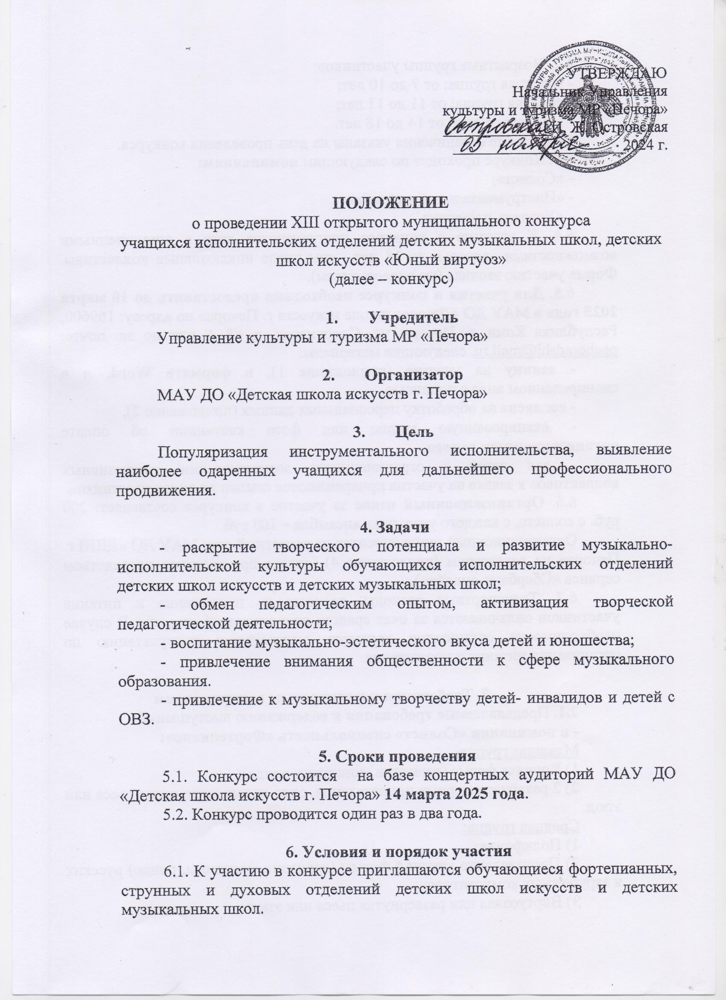 УТВЕРЖДАЮ
Начальник Управления
культуры и туризма МР «Печора»
Островская И. Ж. Островская
05 ноября 2024 г.
ПОЛОЖЕНИЕ
о проведении XIII открытого муниципального конкурса
учащихся исполнительских отделений детских музыкальных школ, детских
школ искусств «Юный виртуоз»
(далее – конкурс)
1. Учредитель
Управление культуры и туризма МР «Печора»
2. Организатор
МАУ ДО «Детская школа искусств г. Печора»
3. Цель
Популяризация инструментального исполнительства, выявление
наиболее одаренных учащихся для дальнейшего профессионального
продвижения.
4. Задачи
- раскрытие творческого потенциала и развитие музыкально-
исполнительской культуры обучающихся исполнительских отделений
детских школ искусств и детских музыкальных школ;
- обмен педагогическим опытом, активизация творческой
педагогической деятельности;
- воспитание музыкально-эстетического вкуса детей и юношества;
- привлечение внимания общественности к сфере музыкального
образования.
- привлечение к музыкальному творчеству детей- инвалидов и детей с
ОВЗ.
5. Сроки проведения
5.1. Конкурс состоится на базе концертных аудиторий МАУ ДО
«Детская школа искусств г. Печора» 14 марта 2025 года.
5.2. Конкурс проводится один раз в два года.
6. Условия и порядок участия
6.1. К участию в конкурсе приглашаются обучающиеся фортепианных,
струнных и духовых отделений детских школ искусств и детских
музыкальных школ.